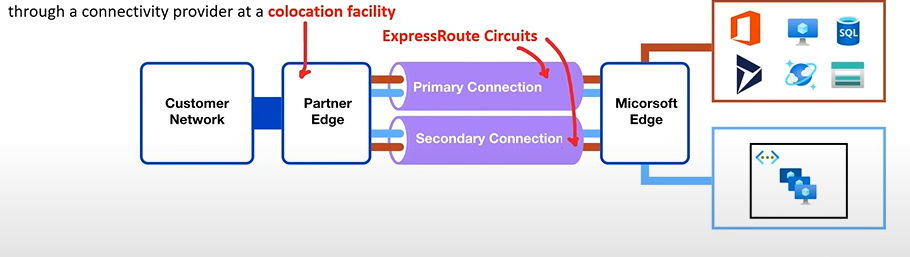 through a connectivity provider at a colocation facility
ExpressRoute Circuits
Customer
Network
Partner
Edge
Primary Connection
Secondary Connection
Micorsoft
Edge
SQL